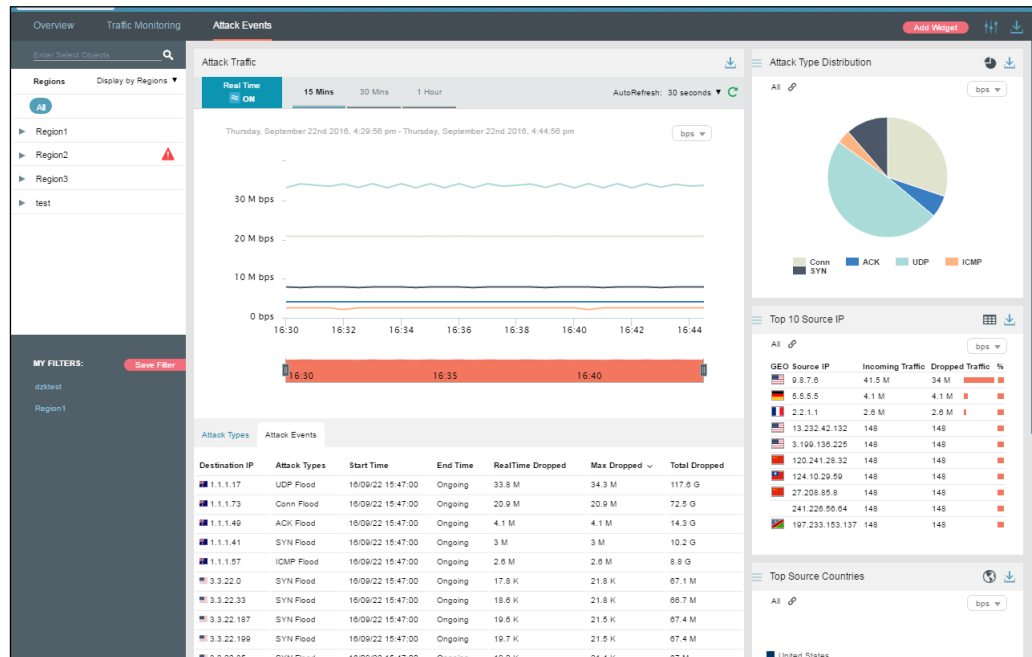 Overview Traffic Monitoring Attack Events Add Widget
Enter Select Objects
Regions Display by Regions ▼
All
Region1
Region2
Region3
test
MY FILTERS: Save Filter
dzktest
Region1
Attack Traffic
Real Time
ON
15 Mins 30 Mins 1 Hour AutoRefresh: 30 seconds ▼
Thursday, September 22nd 2016, 4:29:56 pm - Thursday, September 22nd 2016, 4:44:56 pm bps
30 M bps
20 M bps
10 M bps
0 bps
16:30 16:32 16:34 16:36 16:38 16:40 16:42 16:44
16:30 16:35 16:40
Attack Types Attack Events
Destination IP Attack Types Start Time End Time RealTime Dropped Max Dropped Total Dropped
1.1.1.17 UDP Flood 16/09/22 15:47:00 Ongoing 33.8 M 34.3 M 117.6 G
1.1.1.73 Conn Flood 16/09/22 15:47:00 Ongoing 20.9 M 20.9 M 72.5 G
1.1.1.49 ACK Flood 16/09/22 15:47:00 Ongoing 4.1 M 4.1 M 14.3 G
1.1.1.41 SYN Flood 16/09/22 15:47:00 Ongoing 3 M 3 M 10.2 G
1.1.1.57 ICMP Flood 16/09/22 15:47:00 Ongoing 2.6 M 2.6 M 8.8 G
3.3.22.0 SYN Flood 16/09/22 15:47:00 Ongoing 17.8 K 21.8 K 67.1 M
3.3.22.33 SYN Flood 16/09/22 15:47:00 Ongoing 18.6 K 21.8 K 66.7 M
3.3.22.187 SYN Flood 16/09/22 15:47:00 Ongoing 19.6 K 21.5 K 67.4 M
3.3.22.199 SYN Flood 16/09/22 15:47:00 Ongoing 19.7 K 21.5 K 67.4 M
Attack Type Distribution
All bps
Conn ACK UDP ICMP
SYN
Top 10 Source IP
All bps
GEO Source IP Incoming Traffic Dropped Traffic %
9.8.7.6 41.5 M 34 M
5.5.5.5 4.1 M 4.1 M
2.2.1.1 2.6 M 2.6 M
13.232.42.132 148 148
3.199.136.225 148 148
120.241.28.32 148 148
124.10.29.59 148 148
27.208.85.8 148 148
241.226.56.64 148 148
197.233.153.137 148 148
Top Source Countries
All bps
United States